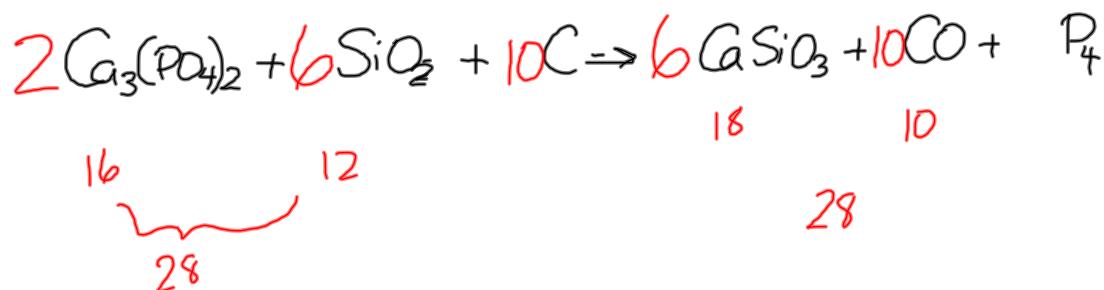 2Ca₃(PO₄)₂ + 6SiO₂ + 10C → 6CaSiO₃ + 10CO + P₄
18 10
16 12
28
28